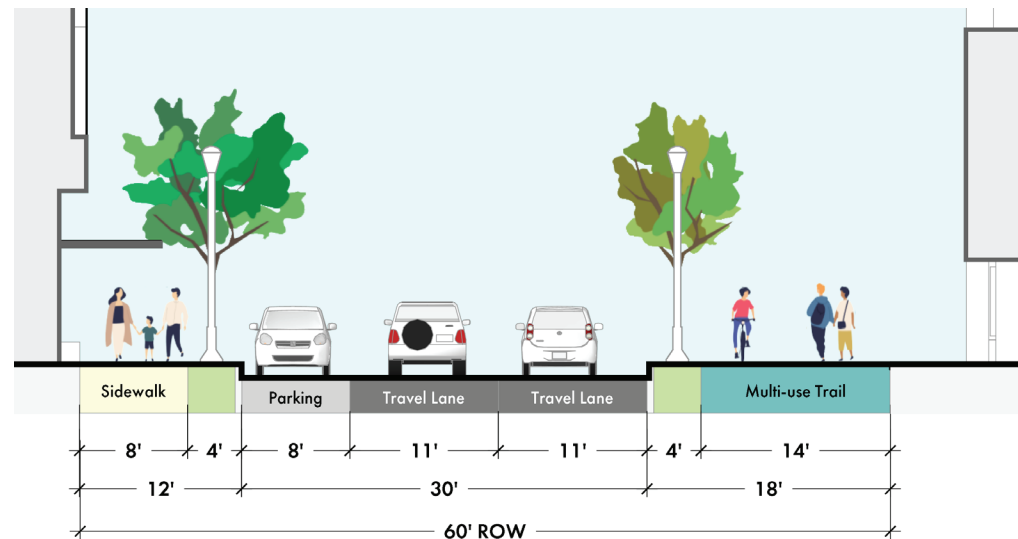 Sidewalk
Parking
Travel Lane
Travel Lane
Multi-use Trail
8'
4'
8'
11'
11'
4'
14'
12'
30'
18'
60' ROW